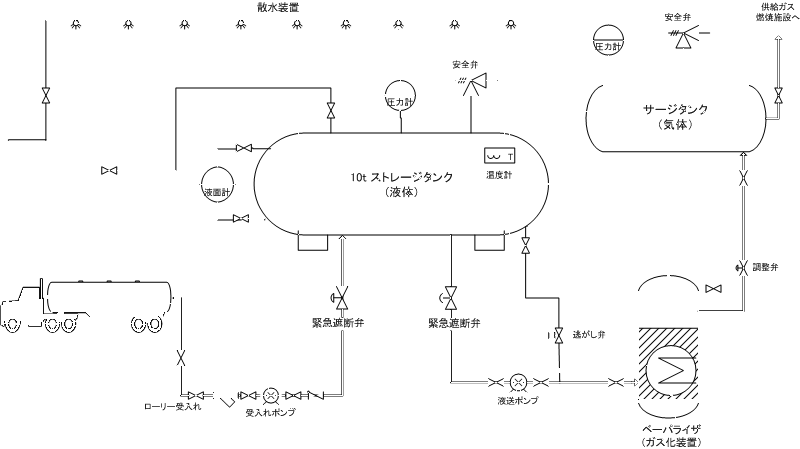 散水装置
供給ガス
燃焼施設へ
安全弁
圧力計
安全弁
圧力計
サージタンク
(気体)
10t ストレージタンク
(液体)
温度計
T
液面計
調整弁
緊急遮断弁
緊急遮断弁
逃がし弁
ローリー受入れ
受入れポンプ
液送ポンプ
ベーパライザ
(ガス化装置)